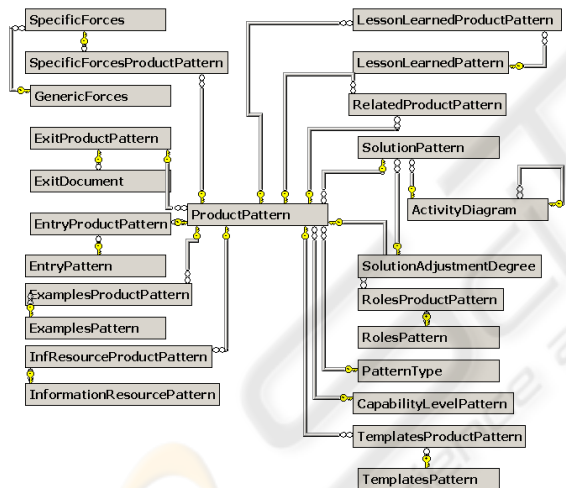 SpecificForces
SpecificForcesProductPattern
GenericForces
ExitProductPattern
ExitDocument
EntryProductPattern
EntryPattern
ExamplesProductPattern
ExamplesPattern
InfResourceProductPattern
InformationResourcePattern
ProductPattern
LessonLearnedProductPattern
LessonLearnedPattern
RelatedProductPattern
SolutionPattern
ActivityDiagram
SolutionAdjustmentDegree
RolesProductPattern
RolesPattern
PatternType
CapabilityLevelPattern
TemplatesProductPattern
TemplatesPattern